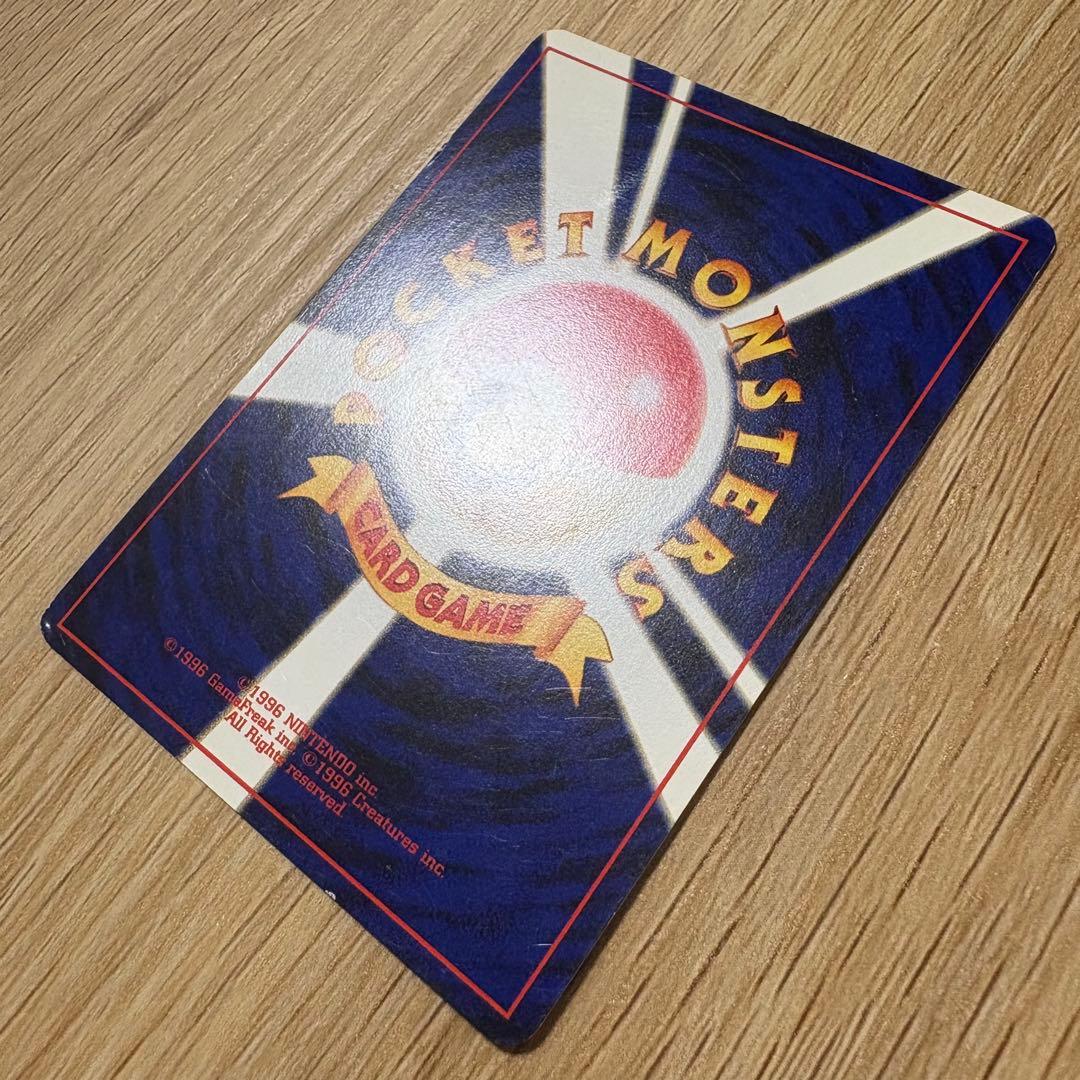 POCKET MONSTERS
CARD GAME
©1996 NINTENDO inc.
©1996 GameFreak inc. ©1996 Creatures inc.
All Rights reserved.